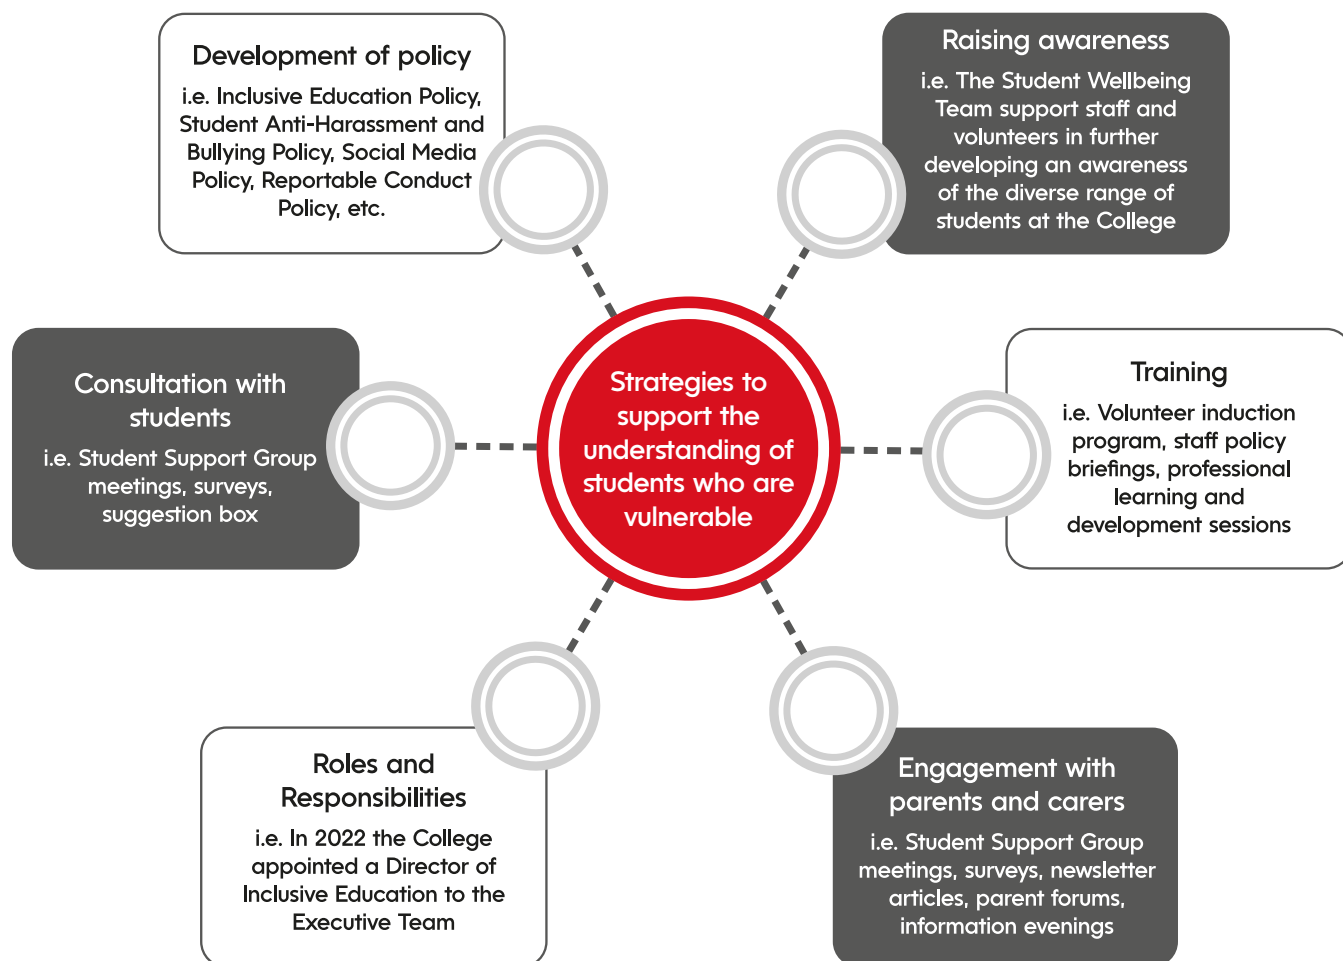 Development of policy
i.e. Inclusive Education Policy,
Student Anti-Harassment and
Bullying Policy, Social Media
Policy, Reportable Conduct
Policy, etc.
Raising awareness
i.e. The Student Wellbeing
Team support staff and
volunteers in further
developing an awareness
of the diverse range of
students at the College
Consultation with
students
i.e. Student Support Group
meetings, surveys,
suggestion box
Strategies to
support the
understanding of
students who are
vulnerable
Training
i.e. Volunteer induction
program, staff policy
briefings, professional
learning and
development sessions
Roles and
Responsibilities
i.e. In 2022 the College
appointed a Director of
Inclusive Education to the
Executive Team
Engagement with
parents and carers
i.e. Student Support Group
meetings, surveys, newsletter
articles, parent forums,
information evenings